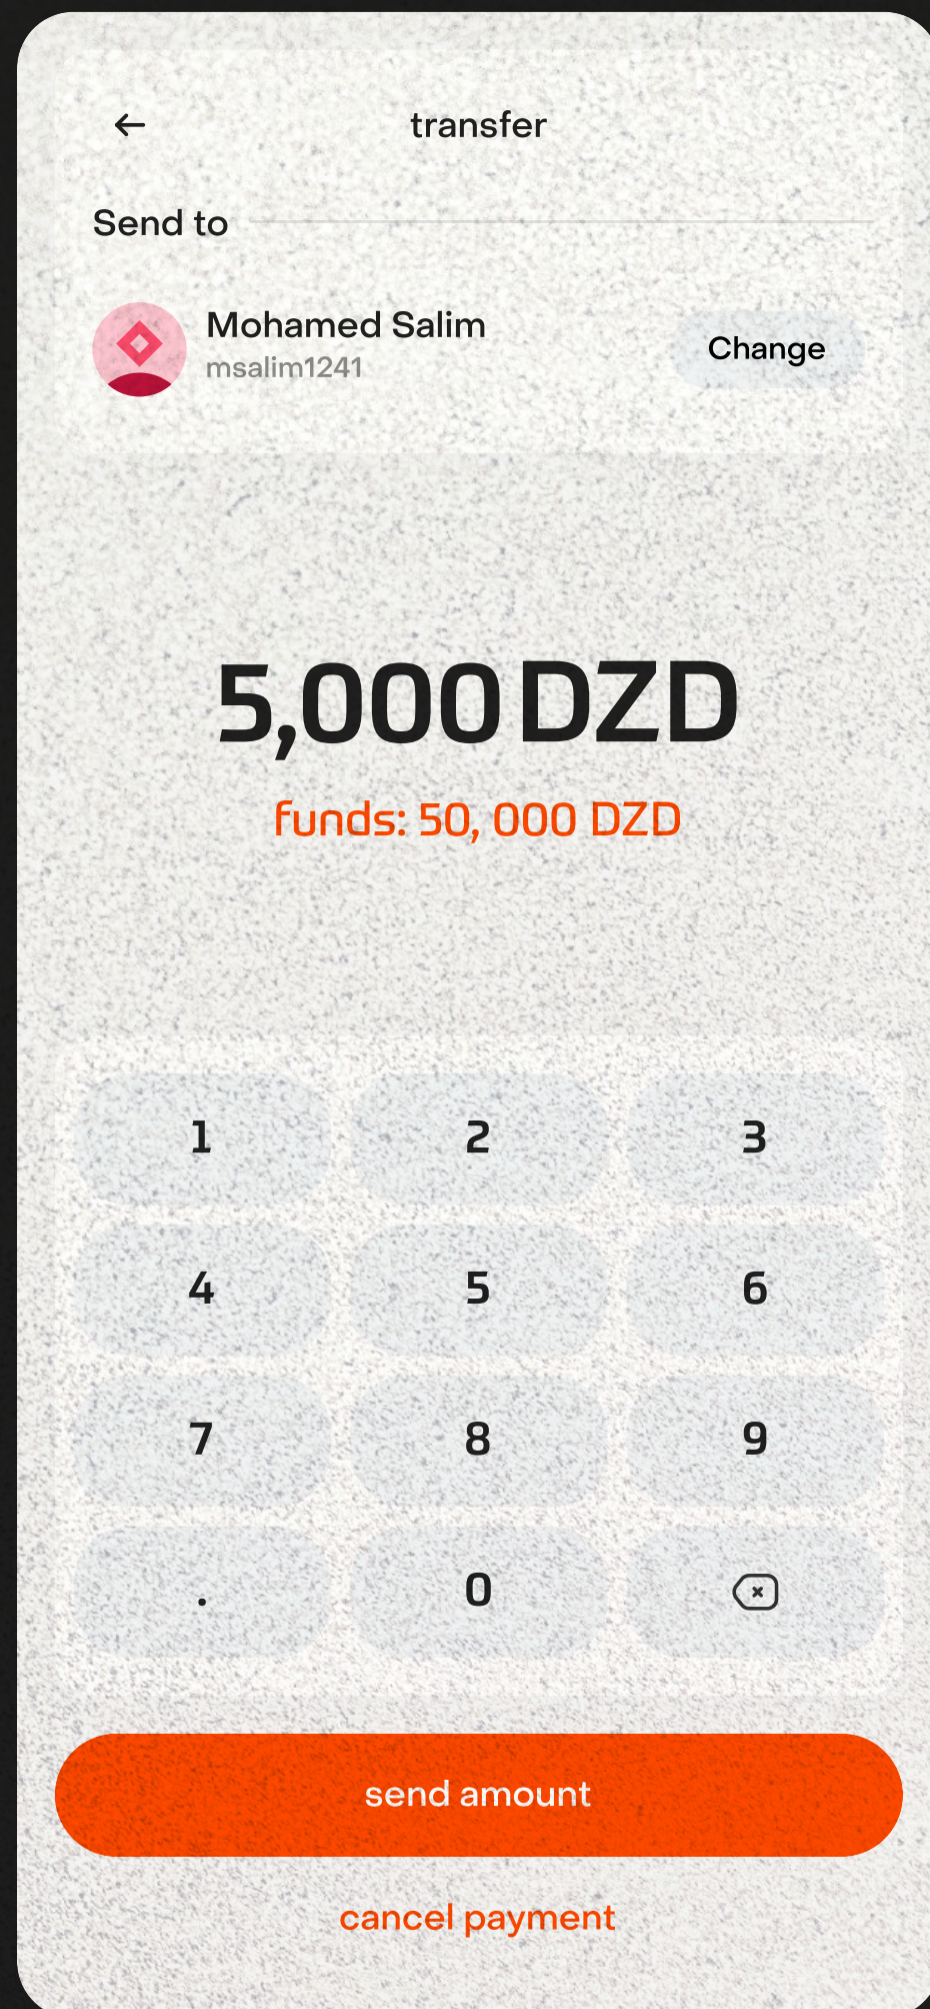 transfer
Send to
Mohamed Salim
msalim1241
Change
5,000 DZD
funds: 50, 000 DZD
1 2 3
4 5 6
7 8 9
. 0
send amount
cancel payment